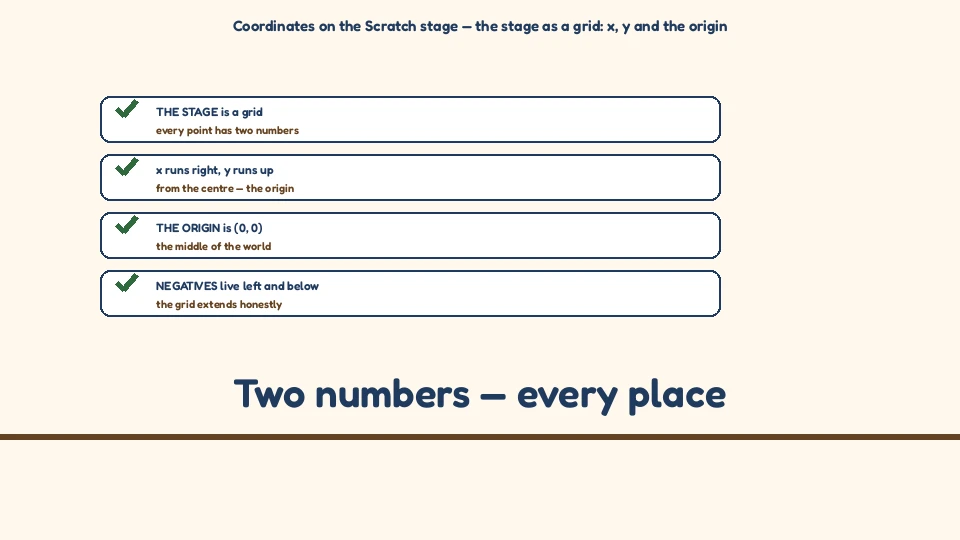 Coordinates on the Scratch stage — the stage as a grid: x, y and the origin
THE STAGE is a grid
every point has two numbers
x runs right, y runs up
from the centre — the origin
THE ORIGIN is (0, 0)
the middle of the world
NEGATIVES live left and below
the grid extends honestly
Two numbers — every place